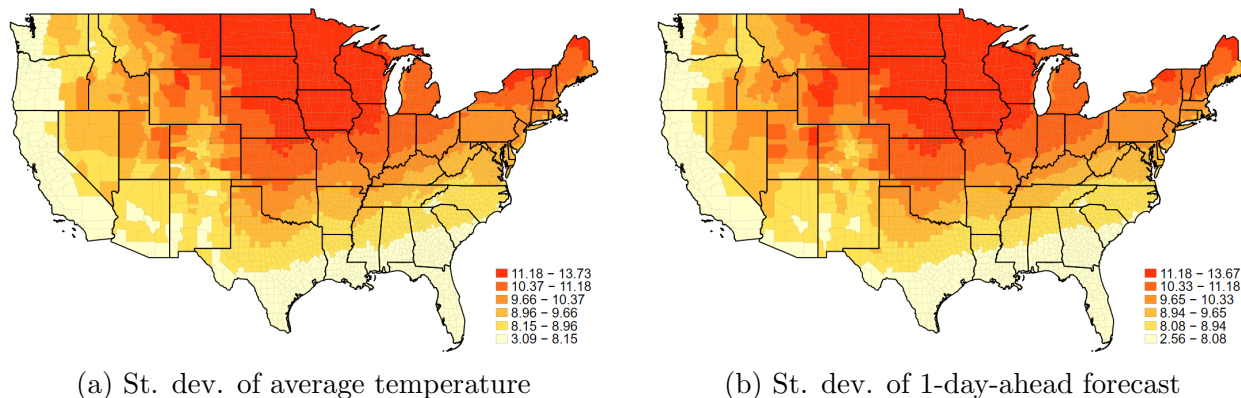 11.18 – 13.73
10.37 – 11.18
9.66 – 10.37
8.96 – 9.66
8.15 – 8.96
3.09 – 8.15
(a) St. dev. of average temperature
11.18 – 13.67
10.33 – 11.18
9.65 – 10.33
8.94 – 9.65
8.08 – 8.94
2.56 – 8.08
(b) St. dev. of 1-day-ahead forecast